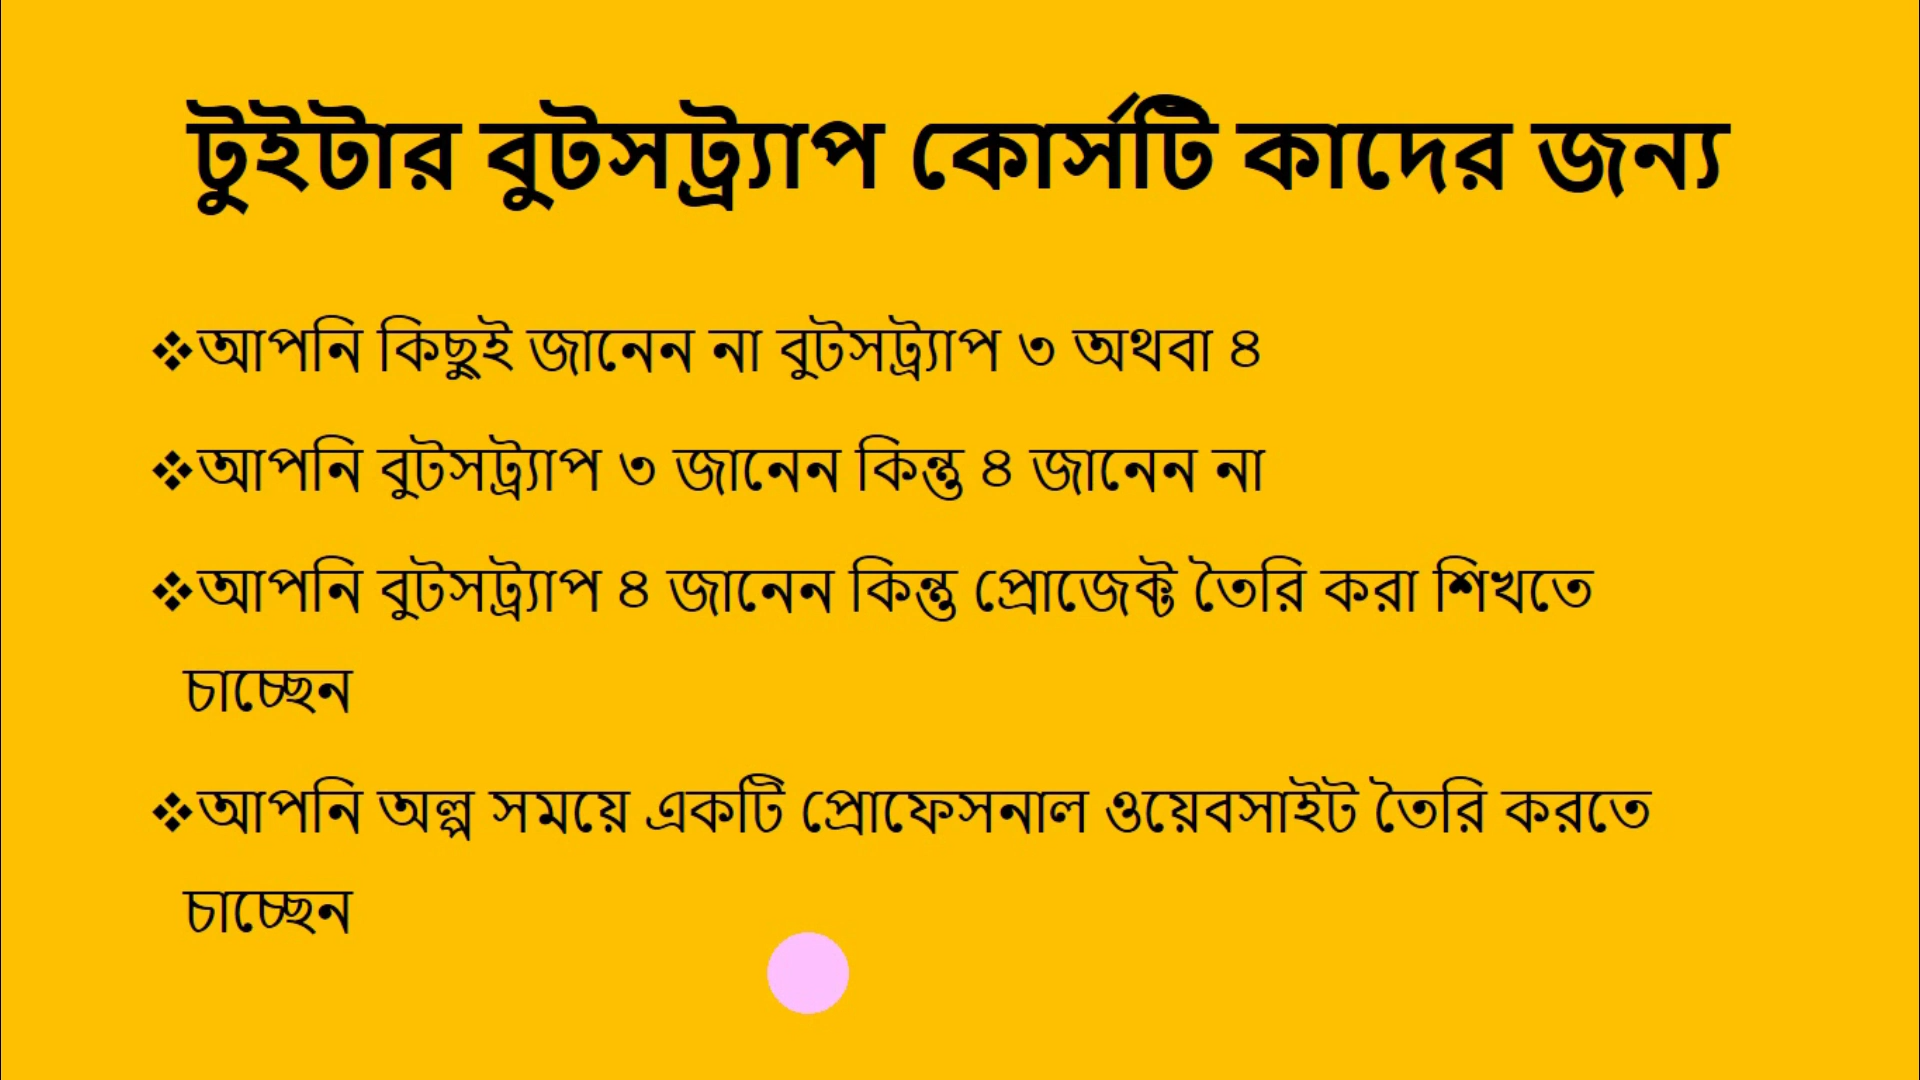 টুইটার বুটসট্র্যাপ কোর্সটি কাদের জন্য
❖আপনি কিছুই জানেন না বুটসট্র্যাপ ৩ অথবা ৪
❖আপনি বুটসট্র্যাপ ৩ জানেন কিন্তু ৪ জানেন না
❖আপনি বুটসট্র্যাপ ৪ জানেন কিন্তু প্রোজেক্ট তৈরি করা শিখতে
চাচ্ছেন
❖আপনি অল্প সময়ে একটি প্রোফেসনাল ওয়েবসাইট তৈরি করতে
চাচ্ছেন